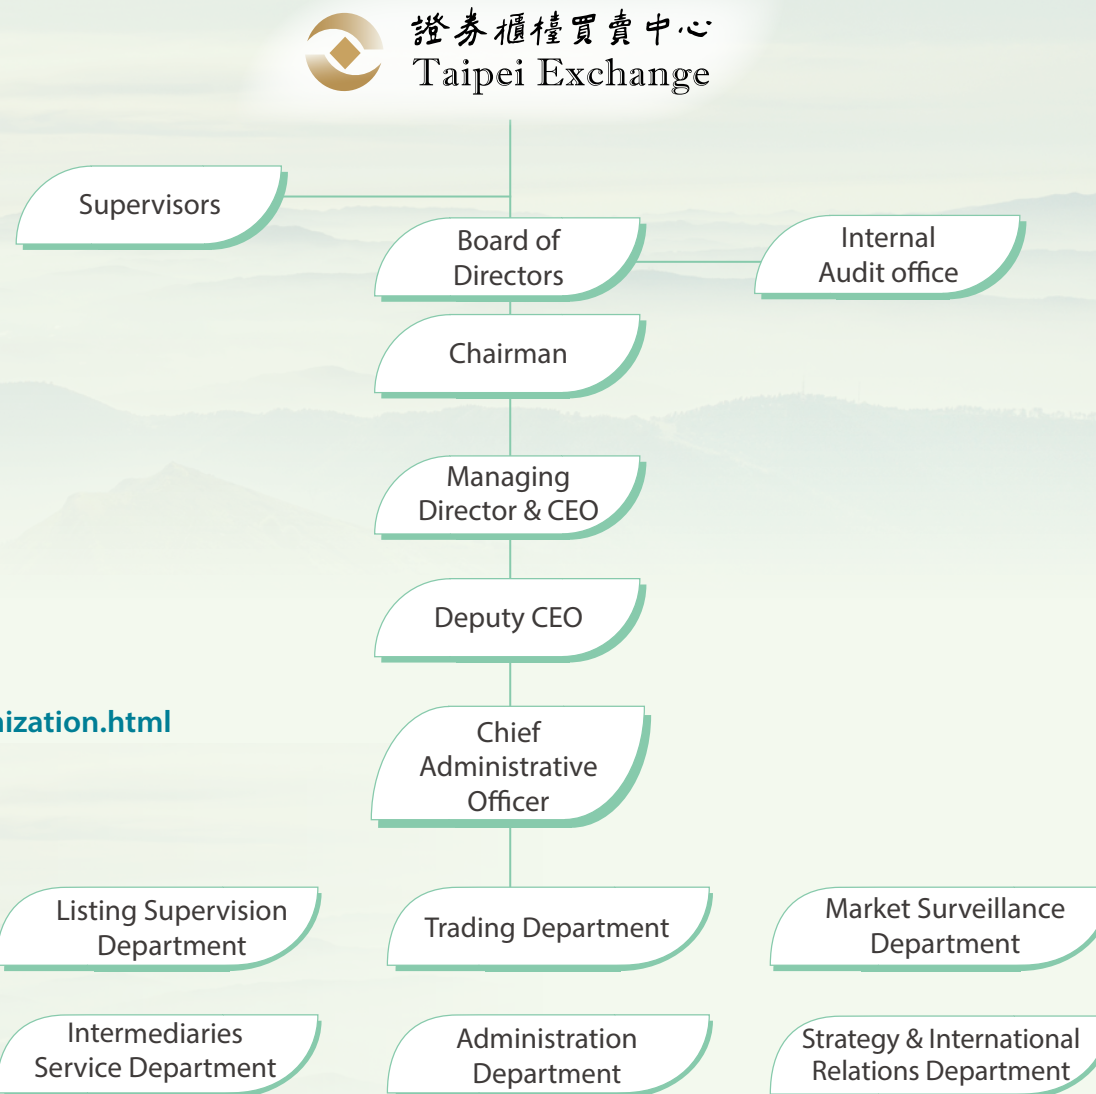 證券櫃檯買賣中心
Taipei Exchange
Supervisors
Board of
Directors
Internal
Audit office
Chairman
Managing
Director & CEO
Deputy CEO
nization.html
Chief
Administrative
Officer
Listing Supervision
Department
Trading Department
Market Surveillance
Department
Intermediaries
Service Department
Administration
Department
Strategy & International
Relations Department